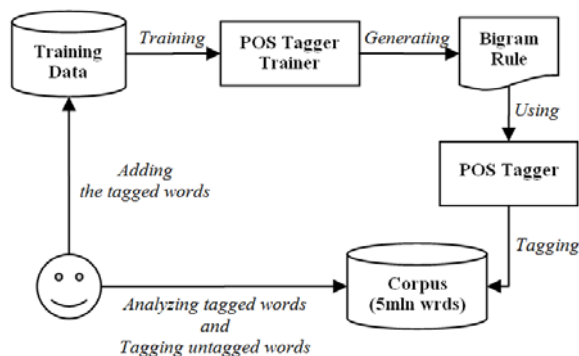 Training
Data
Training
POS Tagger
Trainer
Generating
Bigram
Rule
Using
POS Tagger
Adding
the tagged words
Tagging
Corpus
(5mln wrds)
Analyzing tagged words
and
Tagging untagged words